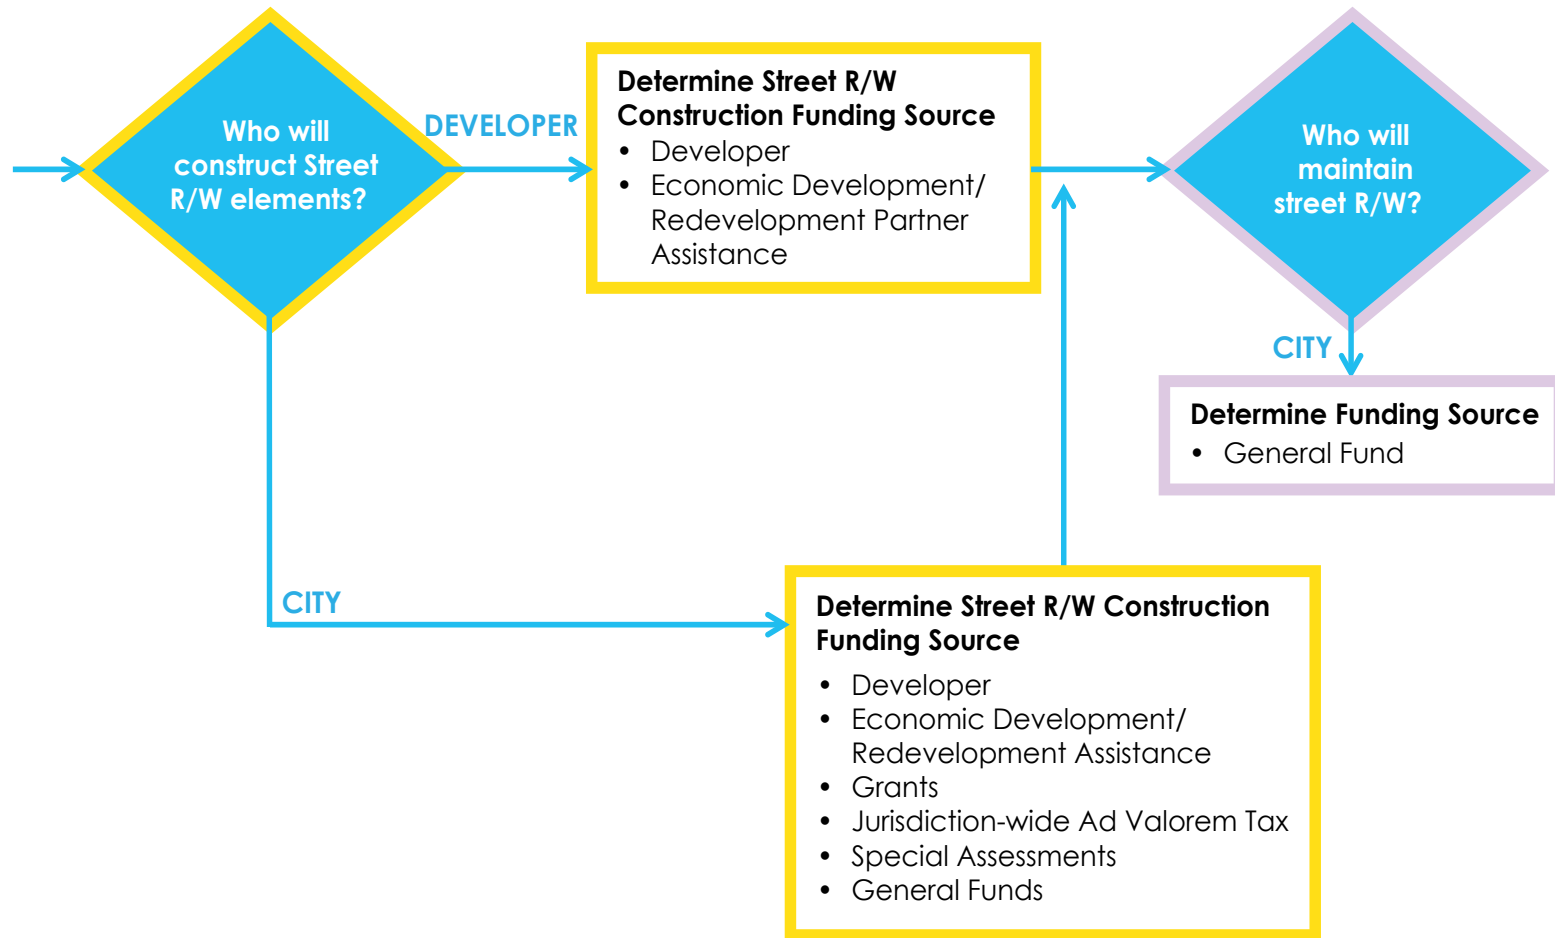 Who will
construct Street
R/W elements?
DEVELOPER
Determine Street R/W
Construction Funding Source
• Developer
• Economic Development/
Redevelopment Partner
Assistance
Who will
maintain
street R/W?
CITY
Determine Funding Source
• General Fund
CITY
Determine Street R/W Construction
Funding Source
• Developer
• Economic Development/
Redevelopment Assistance
• Grants
• Jurisdiction-wide Ad Valorem Tax
• Special Assessments
• General Funds